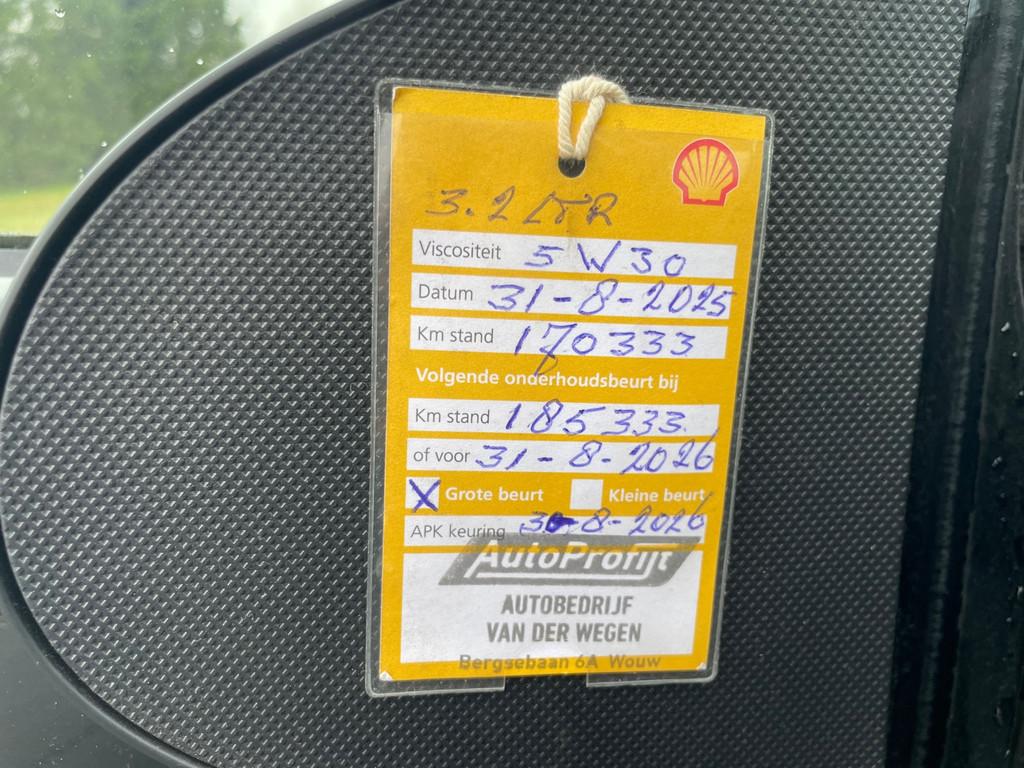 3.2 LTR
Viscositeit 5 W 30
Datum 31-8-2025
Km stand 170333
Volgende onderhoudsbeurt bij
Km stand 185333
of voor 31-8-2026
X Grote beurt Kleine beurt
APK keuring 30-8-2026
AutoProfijt
AUTOBEDRIJF
VAN DER WEGEN
Bergsebaan 6A Wouw